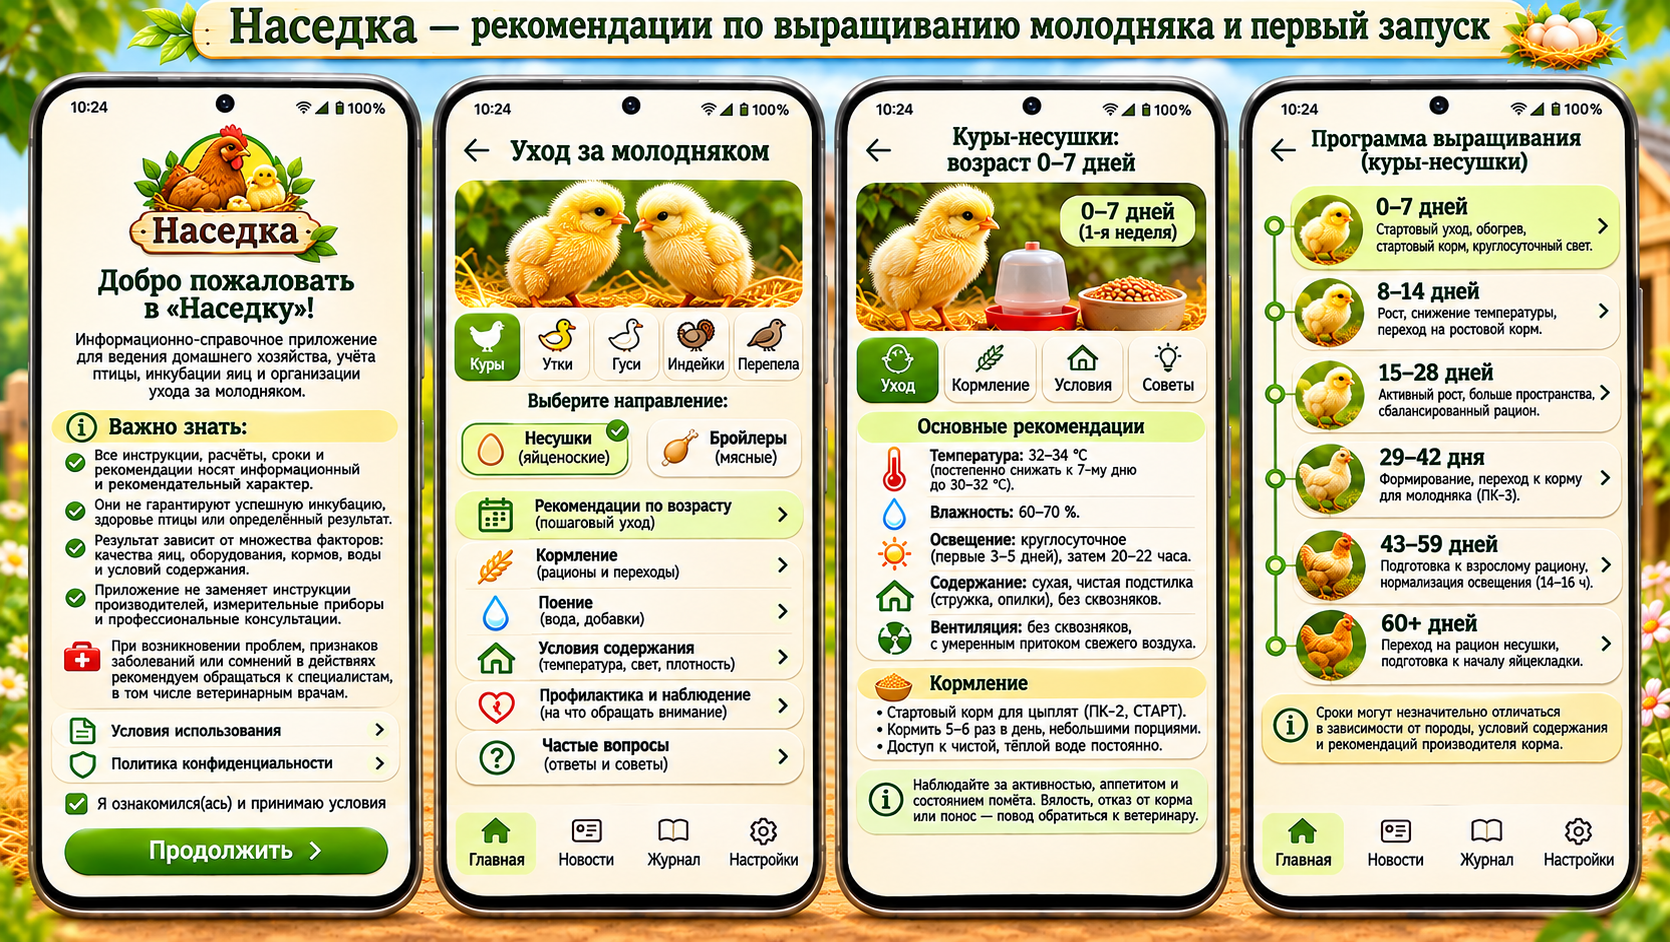 Наседка — рекомендации по выращиванию молодняка и первый запуск
10:24
100%
Наседка
Добро пожаловать
в «Наседку»!
Информационно-справочное приложение
для ведения домашнего хозяйства, учёта
птицы, инкубации яиц и организации
ухода за молодняком.
Важно знать:
Все инструкции, расчёты, сроки и
рекомендации носят информационный
и рекомендательный характер.
Они не гарантируют успешную инкубацию,
здоровье птицы или определённый результат.
Результат зависит от множества факторов:
качества яиц, оборудования, кормов, воды
и условий содержания.
Приложение не заменяет инструкции
производителей, измерительные приборы
и профессиональные консультации.
При возникновении проблем, признаков
заболеваний или сомнений в действиях
рекомендуем обращаться к специалистам,
в том числе ветеринарным врачам.
Условия использования
Политика конфиденциальности
Я ознакомился(ась) и принимаю условия
Продолжить
10:24
100%
Уход за молодняком
Куры
Утки
Гуси
Индейки
Перепела
Выберите направление:
Несушки
(яйценоские)
Бройлеры
(мясные)
Рекомендации по возрасту
(пошаговый уход)
Кормление
(рационы и переходы)
Поение
(вода, добавки)
Условия содержания
(температура, свет, плотность)
Профилактика и наблюдение
(на что обращать внимание)
Частые вопросы
(ответы и советы)
Главная
Новости
Журнал
Настройки
10:24
100%
Куры-несушки:
возраст 0–7 дней
0–7 дней
(1-я неделя)
Уход
Кормление
Условия
Советы
Основные рекомендации
Температура: 32–34 °C
(постепенно снижать к 7-му дню
до 30–32 °C).
Влажность: 60–70 %.
Освещение: круглосуточное
(первые 3–5 дней), затем 20–22 часа.
Содержание: сухая, чистая подстилка
(стружка, опилки), без сквозняков.
Вентиляция: без сквозняков,
с умеренным притоком свежего воздуха.
Кормление
• Стартовый корм для цыплят (ПК-2, СТАРТ).
• Кормить 5–6 раз в день, небольшими порциями.
• Доступ к чистой, тёплой воде постоянно.
Наблюдайте за активностью, аппетитом и
состоянием помёта. Вялость, отказ от корма
или понос — повод обратиться к ветеринару.
10:24
100%
Программа выращивания
(куры-несушки)
0–7 дней
Стартовый уход, обогрев,
стартовый корм, круглосуточный свет.
8–14 дней
Рост, снижение температуры,
переход на ростовой корм.
15–28 дней
Активный рост, больше пространства,
сбалансированный рацион.
29–42 дня
Формирование, переход к корму
для молодняка (ПК-3).
43–59 дней
Подготовка к взрослому рациону,
нормализация освещения (14–16 ч).
60+ дней
Переход на рацион несушки,
подготовка к началу яйцекладки.
Сроки могут незначительно отличаться
в зависимости от породы, условий содержания
и рекомендаций производителя корма.
Главная
Новости
Журнал
Настройки